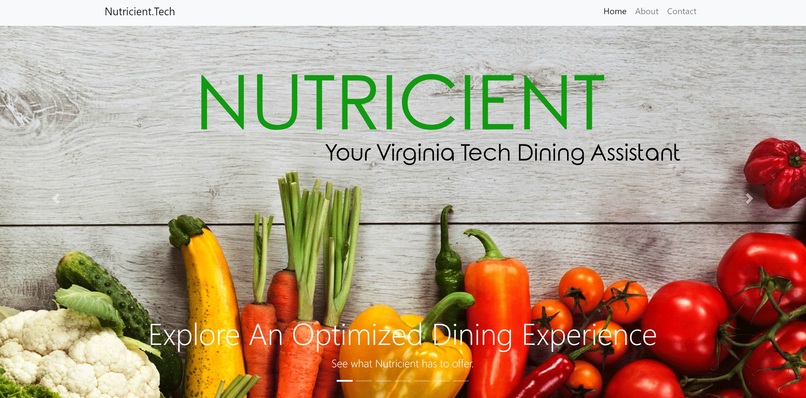 Nutricient.Tech
Home About Contact
NUTRICIENT
Your Virginia Tech Dining Assistant
Explore An Optimized Dining Experience
See what Nutricient has to offer.